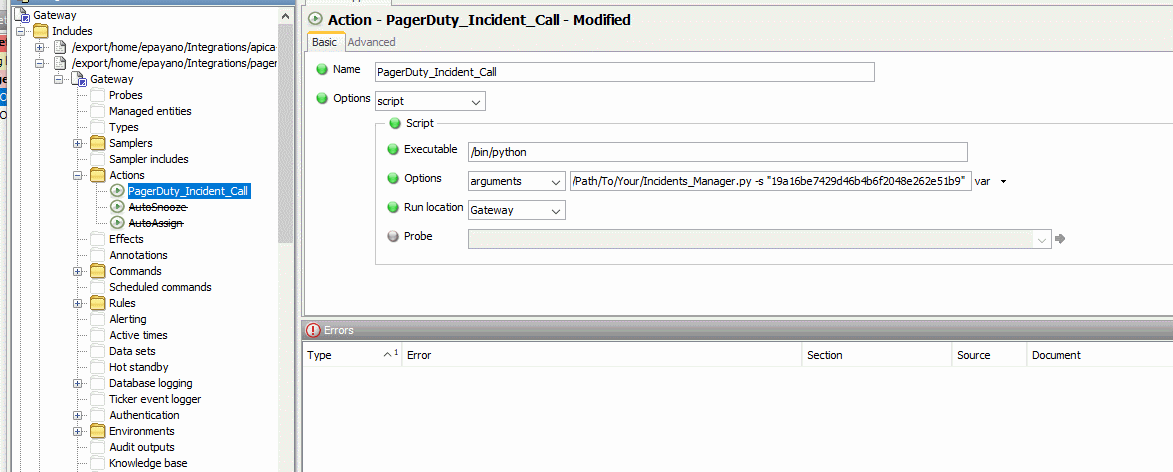 Gateway
Includes
/export/home/epayano/Integrations/apica
/export/home/epayano/Integrations/pager
Gateway
Probes
Managed entities
Types
Samplers
Sampler includes
Actions
PagerDuty_Incident_Call
AutoSnooze
AutoAssign
Effects
Annotations
Commands
Scheduled commands
Rules
Alerting
Active times
Data sets
Hot standby
Database logging
Ticker event logger
Authentication
Environments
Audit outputs
Knowledge base
Action - PagerDuty_Incident_Call - Modified
Basic Advanced
Name PagerDuty_Incident_Call
Options script
Script
Executable /bin/python
Options arguments /Path/To/Your/Incidents_Manager.py -s "19a16be7429d46b4b6f2048e262e51b9" var
Run location Gateway
Probe
Errors
Type 1 Error Section Source Document